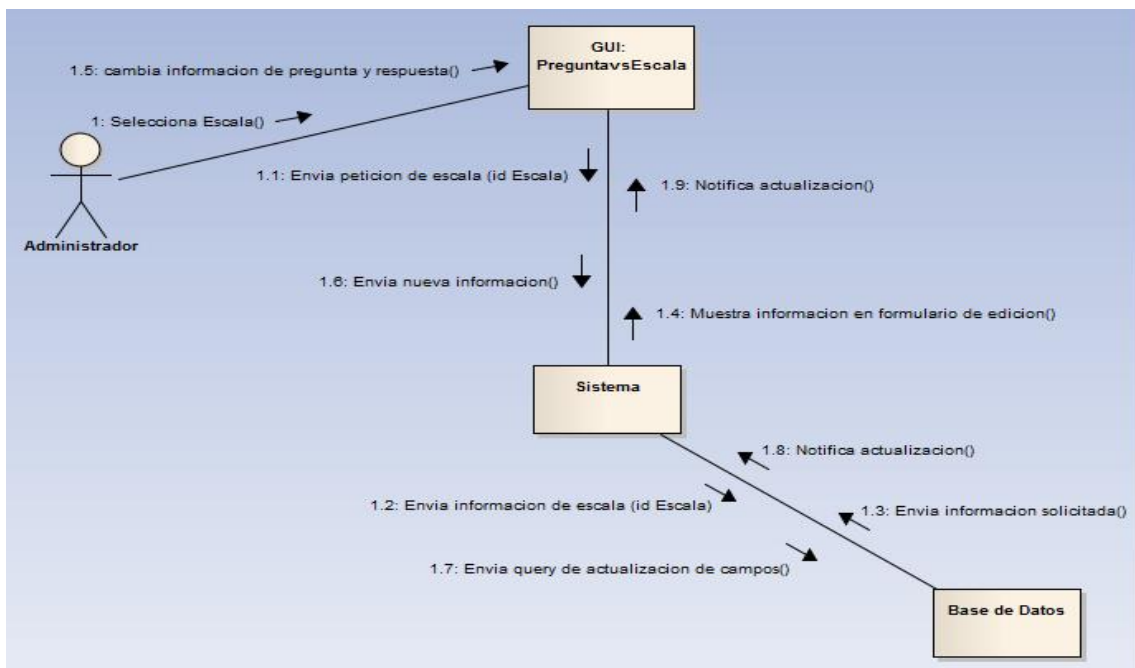 GUI:
PreguntavsEscala
1.5: cambia informacion de pregunta y respuesta()
1: Selecciona Escala()
1.1: Envia peticion de escala (id Escala)
1.9: Notifica actualizacion()
Administrador
1.6: Envia nueva informacion()
1.4: Muestra informacion en formulario de edicion()
Sistema
1.8: Notifica actualizacion()
1.2: Envia informacion de escala (id Escala)
1.3: Envia informacion solicitada()
1.7: Envia query de actualizacion de campos()
Base de Datos